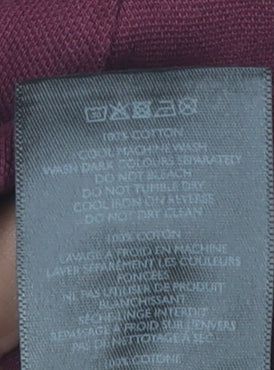 100% COTTON
COOL MACHINE WASH
WASH DARK COLOURS SEPARATELY
DO NOT BLEACH
DO NOT TUMBLE DRY
COOL IRON ON REVERSE
DO NOT DRY CLEAN
100% COTON
LAVAGE A FROID EN MACHINE
LAVER SEPAREMENT LES COULEURS
FONCEES
NE PAS UTILISER DE PRODUIT
BLANCHISSANT
SECHE-LINGE INTERDIT
REPASSAGE A FROID SUR L'ENVERS
PAS DE NETTOYAGE A SEC
100% COTONE